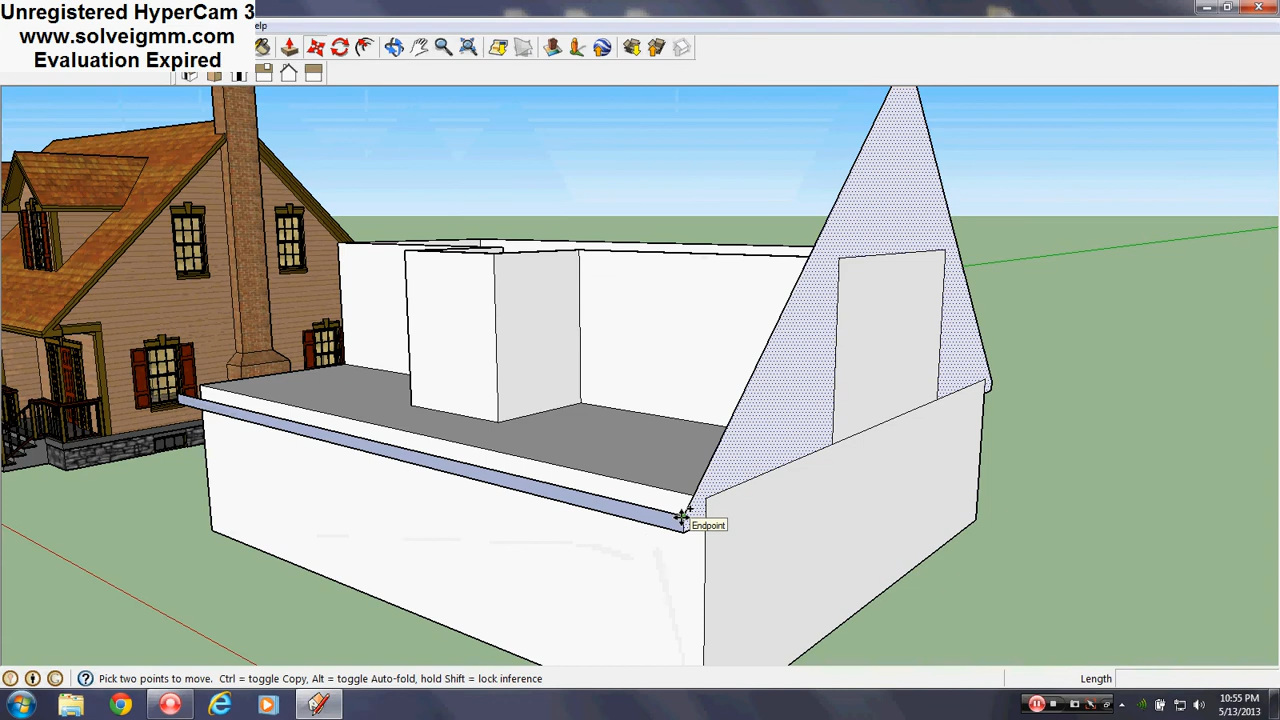 Unregistered HyperCam 3
www.solveigmm.com
Evaluation Expired
elp
Endpoint
Pick two points to move. Ctrl = toggle Copy, Alt = toggle Auto-fold, hold Shift = lock inference
Length
10:55 PM
5/13/2013